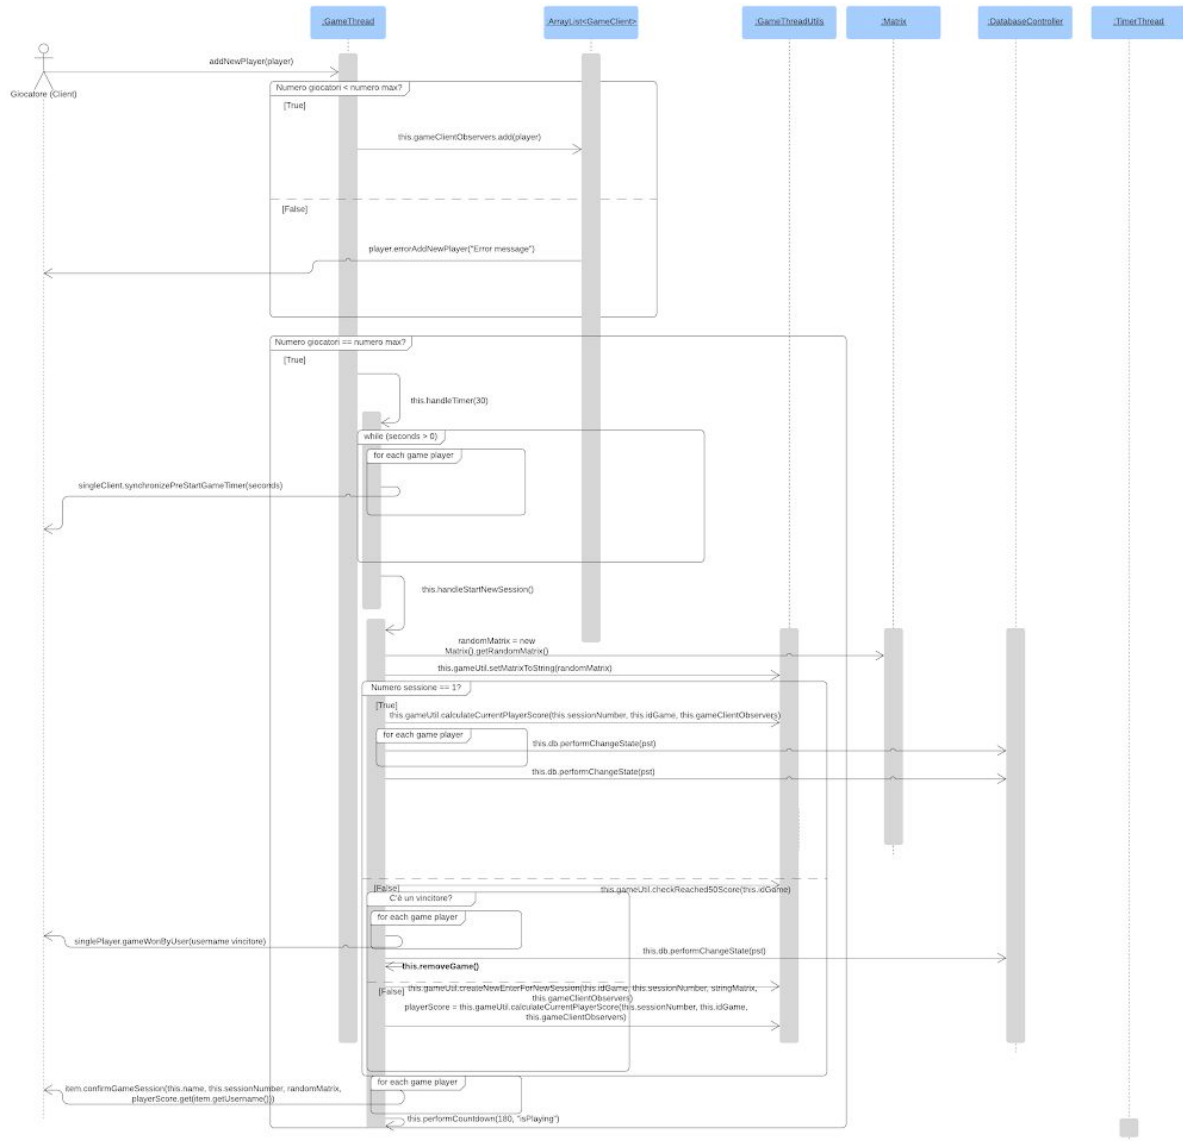 :GameThread
:ArrayList<GameClient>
:GameThreadUtils
:Matrix
:DatabaseController
:TimerThread
addNewPlayer(player)
Giocatore (Client)
Numero giocatori < numero max?
[True]
this.gameClientObservers.add(player)
[False]
player.errorAddNewPlayer("Error message")
Numero giocatori == numero max?
[True]
this.handleTimer(30)
while (seconds > 0)
for each game player
singleClient.synchronizePreStartGameTimer(seconds)
this.handleStartNewSession()
randomMatrix = new
Matrix().getRandomMatrix()
this.gameUtil.setMatrixToString(randomMatrix)
Numero sessione == 1?
[True]
this.gameUtil.calculateCurrentPlayerScore(this.sessionNumber, this.idGame, this.gameClientObservers)
for each game player
this.db.performChangeState(pst)
this.db.performChangeState(pst)
[False]
this.gameUtil.checkReached50Score(this.idGame)
C'è un vincitore?
for each game player
singlePlayer.gameWonByUser(username vincitore)
this.db.performChangeState(pst)
this.removeGame()
[False]
this.gameUtil.createNewEnterForNewSession(this.idGame, this.sessionNumber, stringMatrix,
this.gameClientObservers)
playerScore = this.gameUtil.calculateCurrentPlayerScore(this.sessionNumber, this.idGame,
this.gameClientObservers)
for each game player
item.confirmGameSession(this.name, this.sessionNumber, randomMatrix,
playerScore.get(item.getUsername()))
this.performCountdown(180, "isPlaying")